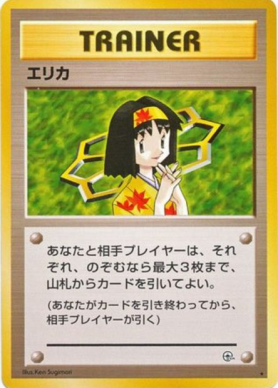 TRAINER
エリカ
あなたと相手プレイヤーは、それ
ぞれ、のぞむなら最大3枚まで、
山札からカードを引いてよい。
(あなたがカードを引き終わってから、
相手プレイヤーが引く)
Illus. Ken Sugimori